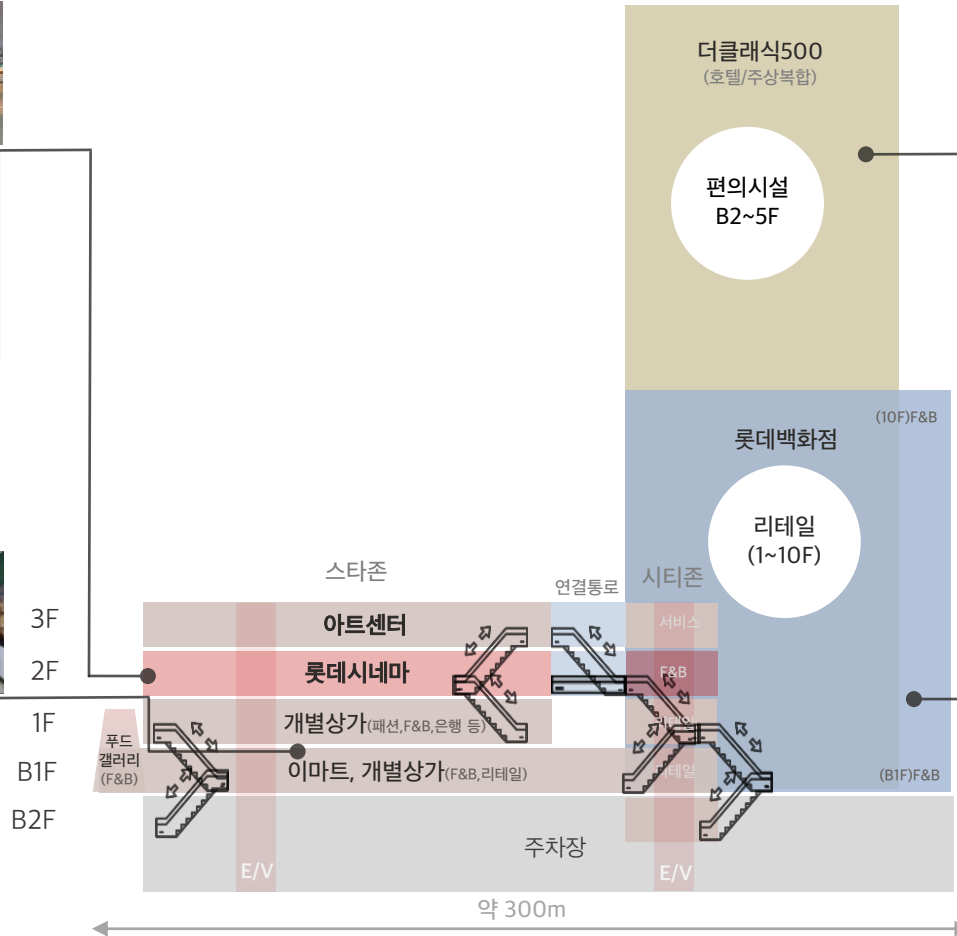 더클래식500
(호텔/주상복합)
편의시설
B2~5F
(10F)F&B
롯데백화점
리테일
(1~10F)
스타존
연결통로
시티존
3F
아트센터
서비스
2F
롯데시네마
F&B
1F
개별상가(패션,F&B,은행 등)
리테일
푸드
갤러리
(F&B)
B1F
이마트, 개별상가(F&B,리테일)
리테일
(B1F)F&B
B2F
주차장
E/V
E/V
약 300m